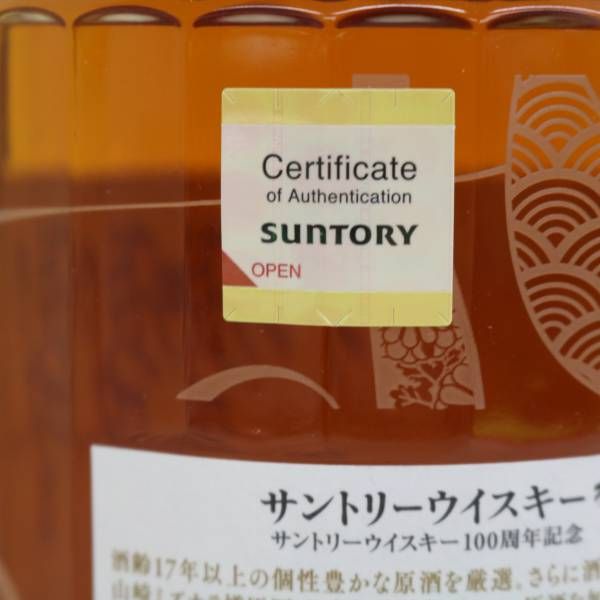 Certificate
of Authentication
SUNTORY
OPEN
サントリーウイスキー
サントリーウイスキー100周年記念
酒齢17年以上の個性豊かな原酒を厳選。さらに酒